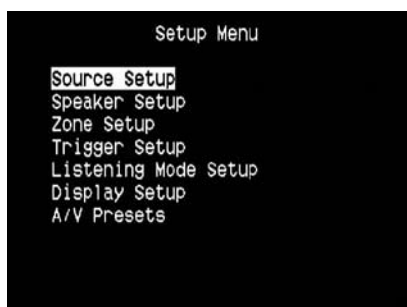 Setup Menu
Source Setup
Speaker Setup
Zone Setup
Trigger Setup
Listening Mode Setup
Display Setup
A/V Presets